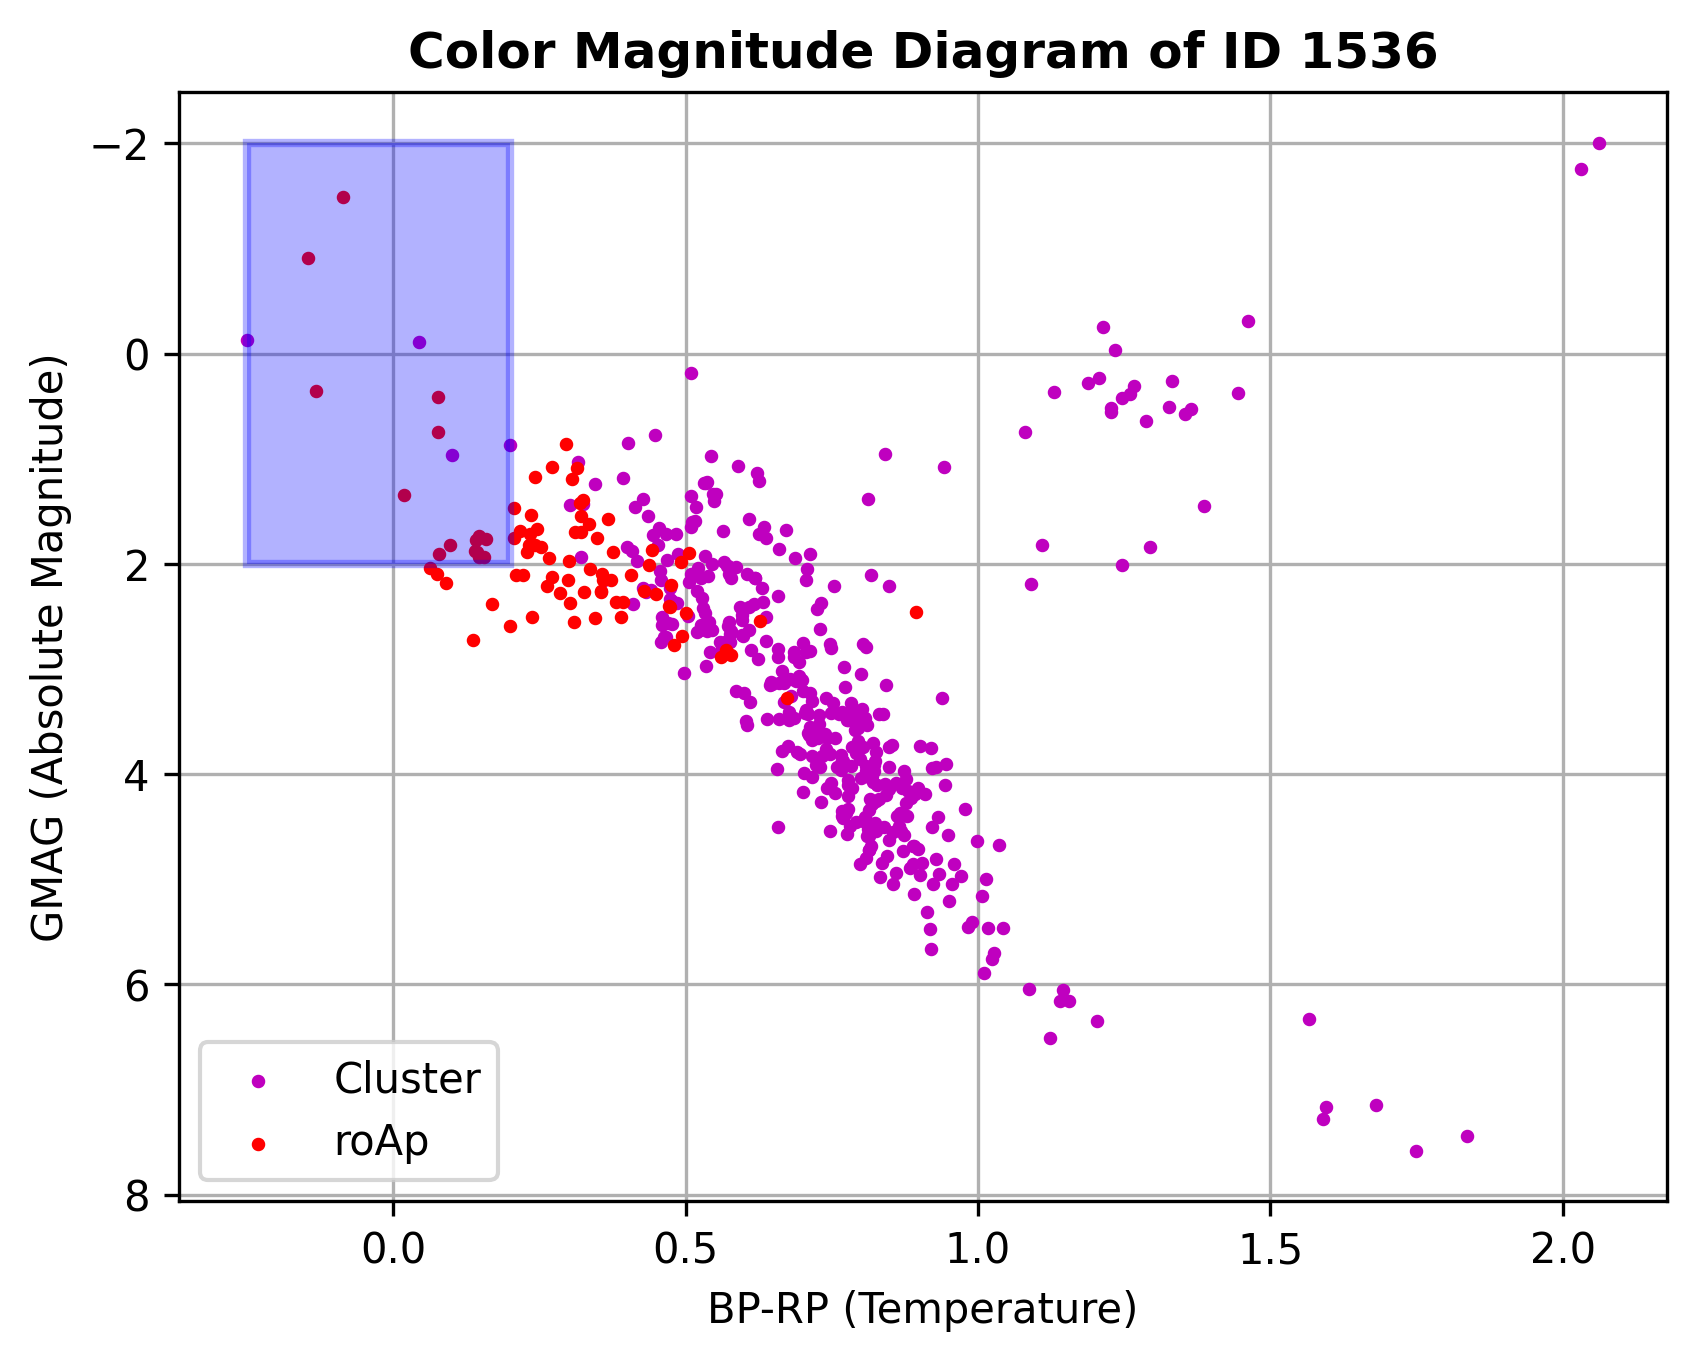 Color Magnitude Diagram of ID 1536
GMAG (Absolute Magnitude)
−2
0
2
4
6
8
Cluster
roAp
0.0 0.5 1.0 1.5 2.0
BP-RP (Temperature)